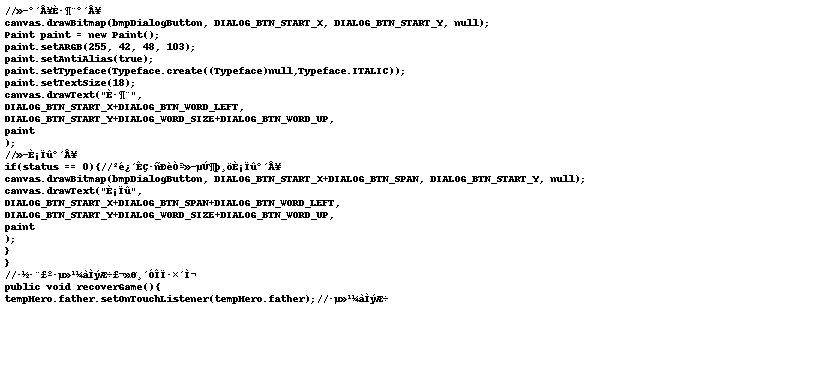 //»-°´Å¥È·¶¨°´Å¥
canvas.drawBitmap(bmpDialogButton, DIALOG_BTN_START_X, DIALOG_BTN_START_Y, null);
Paint paint = new Paint();
paint.setARGB(255, 42, 48, 103);
paint.setAntiAlias(true);
paint.setTypeface(Typeface.create((Typeface)null,Typeface.ITALIC));
paint.setTextSize(18);
canvas.drawText("È·¶¨",
DIALOG_BTN_START_X+DIALOG_BTN_WORD_LEFT,
DIALOG_BTN_START_Y+DIALOG_WORD_SIZE+DIALOG_BTN_WORD_UP,
paint
);
//»-È¡Ïû°´Å¥
if(status == 0){//²é¿´ÊÇ·ñÐèÒª»-µÚ¶þ¸öÈ¡Ïû°´Å¥
canvas.drawBitmap(bmpDialogButton, DIALOG_BTN_START_X+DIALOG_BTN_SPAN, DIALOG_BTN_START_Y, null);
canvas.drawText("È¡Ïû",
DIALOG_BTN_START_X+DIALOG_BTN_SPAN+DIALOG_BTN_WORD_LEFT,
DIALOG_BTN_START_Y+DIALOG_WORD_SIZE+DIALOG_BTN_WORD_UP,
paint
);
}
}
//·½·¨£º·µ»¹¼àÌýÆ÷£¬»Ö¸´ÓÎÏ·×´Ì¬
public void recoverGame(){
tempHero.father.setOnTouchListener(tempHero.father);//·µ»¹¼àÌýÆ÷